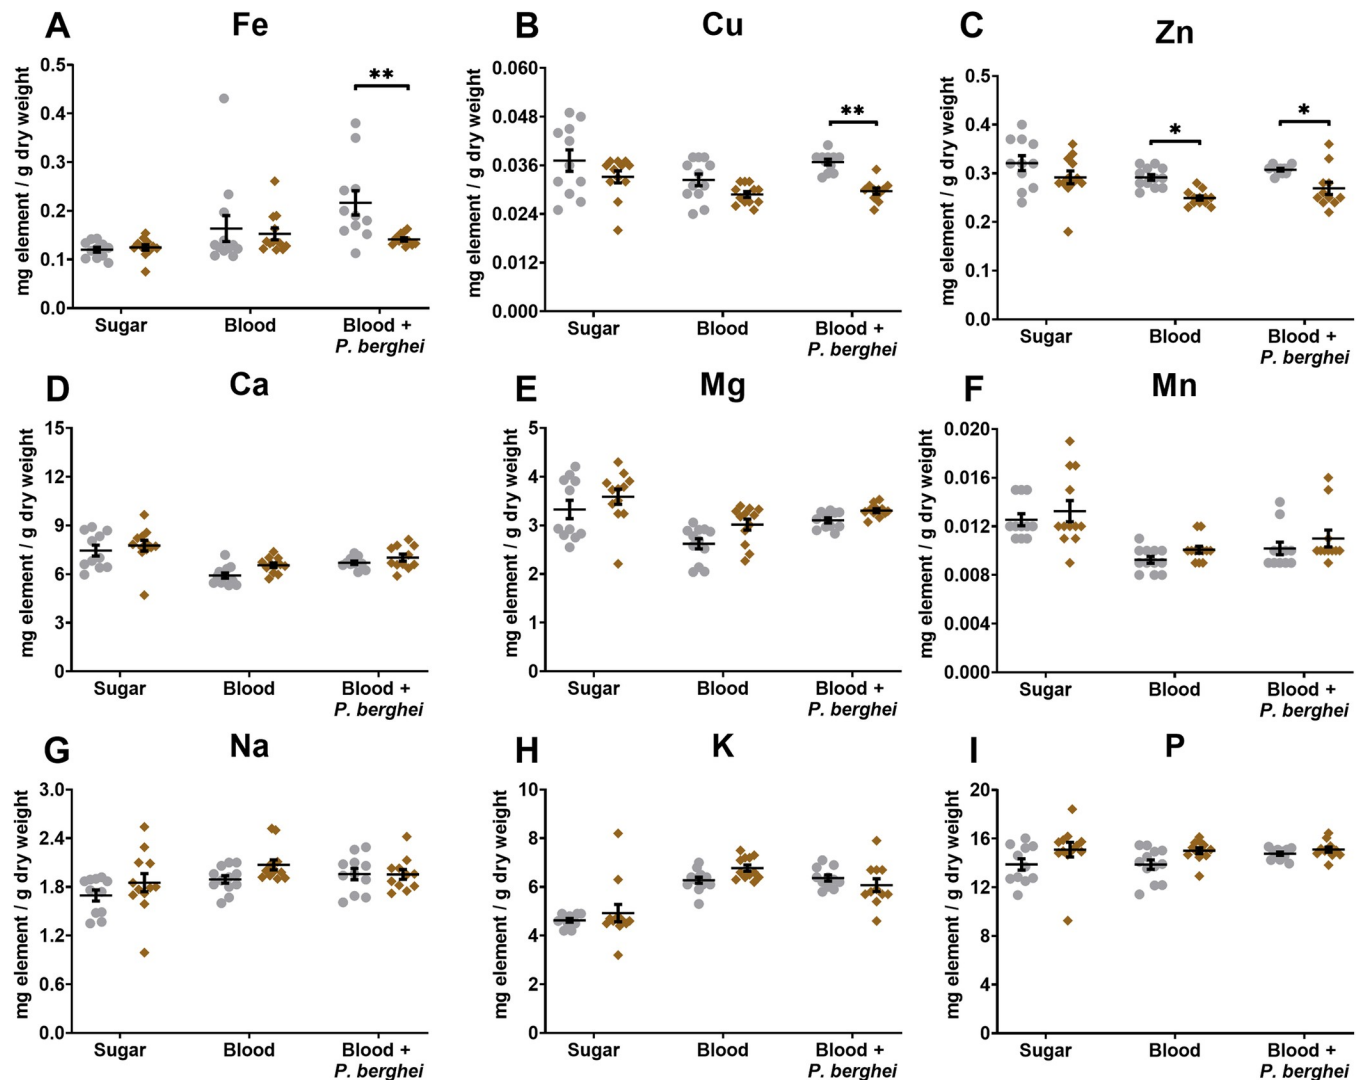 A
Fe
mg element / g dry weight
0.5
0.4
0.3
0.2
0.1
0.0
**
Sugar
Blood
Blood +
P. berghei
B
Cu
mg element / g dry weight
0.060
0.048
0.036
0.024
0.012
0.000
**
Sugar
Blood
Blood +
P. berghei
C
Zn
mg element / g dry weight
0.5
0.4
0.3
0.2
0.1
0.0
*
*
Sugar
Blood
Blood +
P. berghei
D
Ca
mg element / g dry weight
15
12
9
6
3
0
Sugar
Blood
Blood +
P. berghei
E
Mg
mg element / g dry weight
5
4
3
2
1
0
Sugar
Blood
Blood +
P. berghei
F
Mn
mg element / g dry weight
0.020
0.016
0.012
0.008
0.004
0.000
Sugar
Blood
Blood +
P. berghei
G
Na
mg element / g dry weight
3.0
2.4
1.8
1.2
0.6
0.0
Sugar
Blood
Blood +
P. berghei
H
K
mg element / g dry weight
10
8
6
4
2
0
Sugar
Blood
Blood +
P. berghei
I
P
mg element / g dry weight
20
16
12
8
4
0
Sugar
Blood
Blood +
P. berghei